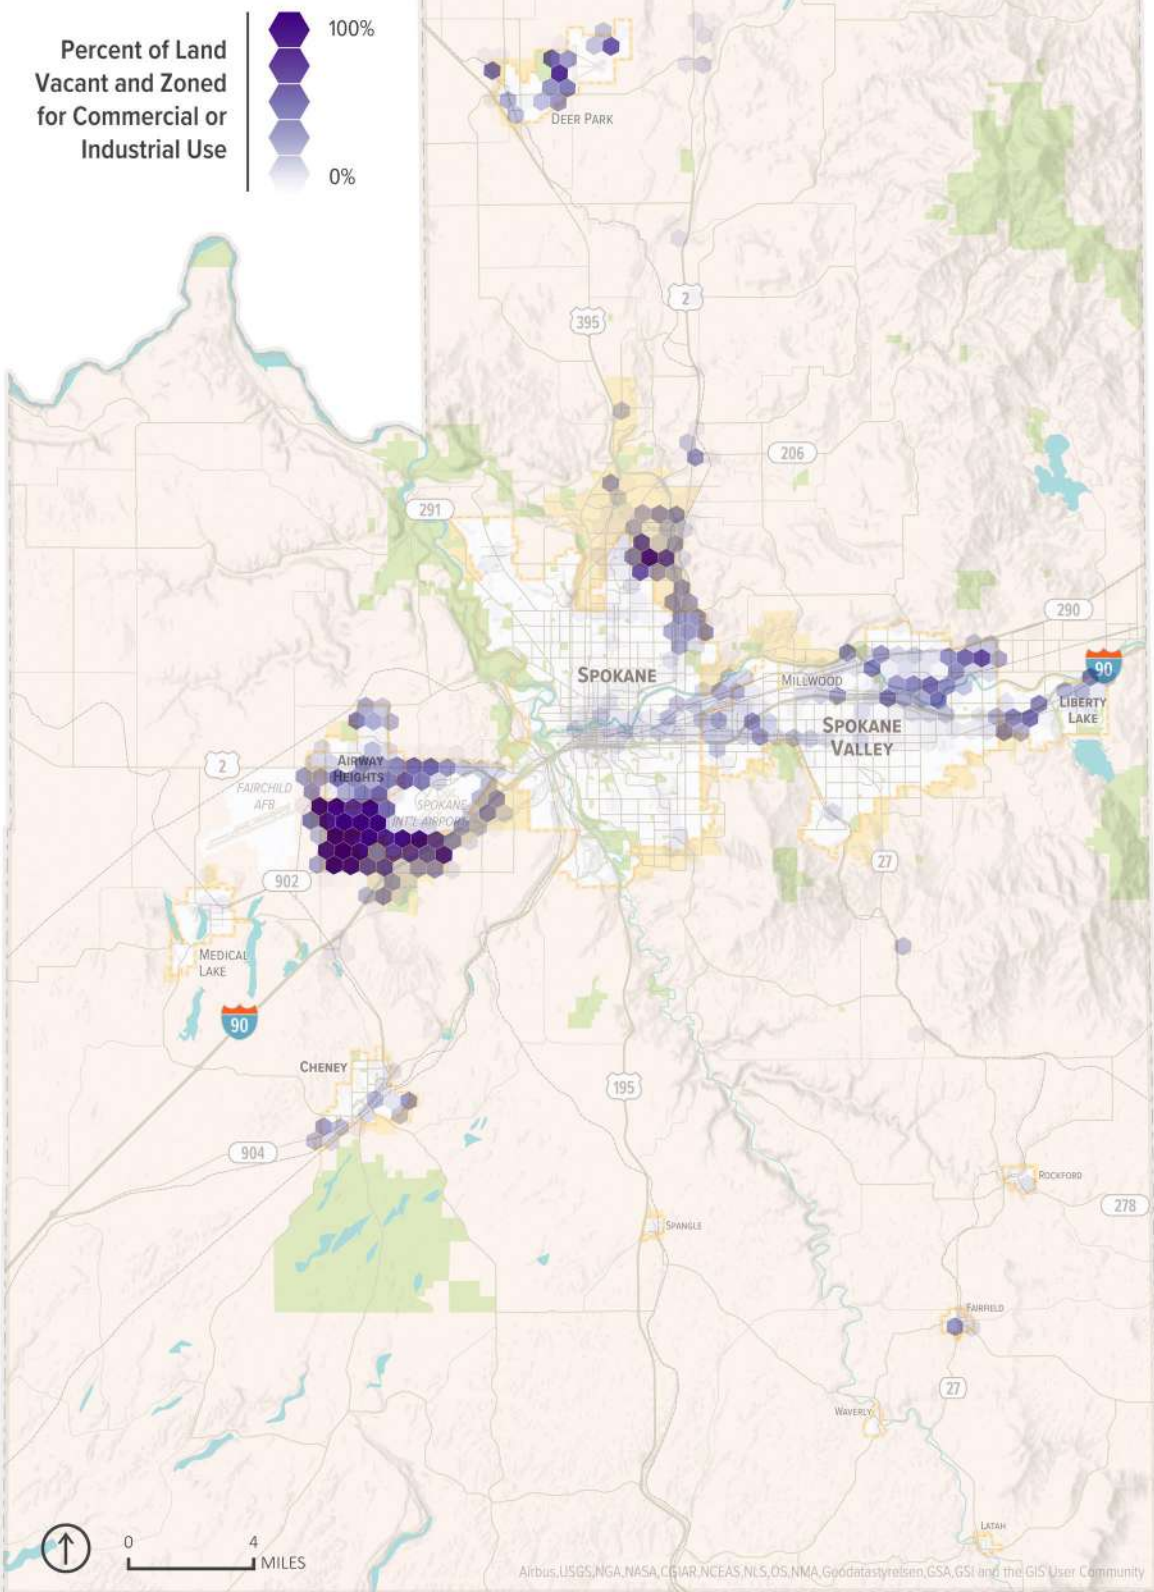 Percent of Land
Vacant and Zoned
for Commercial or
Industrial Use
100%
0%
DEER PARK
2
395
206
291
290
SPOKANE
MILLWOOD
90
LIBERTY
LAKE
SPOKANE
VALLEY
2
AIRWAY
HEIGHTS
FAIRCHILD
AFB
SPOKANE
INT'L AIRPORT
27
902
MEDICAL
LAKE
90
CHENEY
195
904
ROCKFORD
278
SPANGLE
FAIRFIELD
27
WAVERLY
LATAH
0 4
MILES
Airbus,USGS,NGA,NASA,CGIAR,NCEAS,NLS,OS,NMA,Geodatastyrelsen,GSA,GSI and the GIS User Community